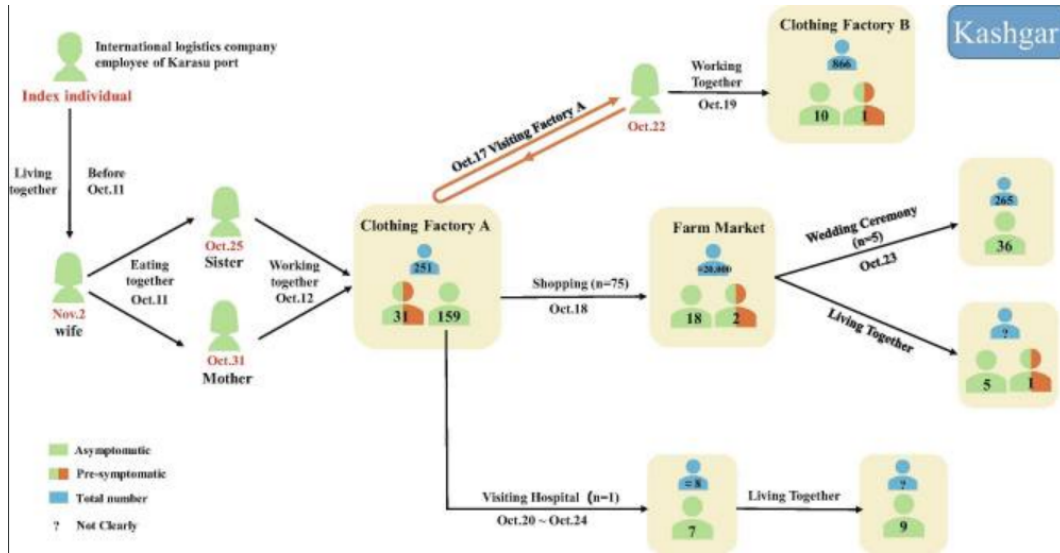 Kashgar
International logistics company
employee of Karasu port
Index individual
Living
together
Before
Oct.11
Nov.2
wife
Eating
together
Oct.11
Oct.25
Sister
Oct.31
Mother
Working
together
Oct.12
Clothing Factory A
251
31
159
Oct.17 Visiting Factory A
Oct.22
Working
Together
Oct.19
Clothing Factory B
866
10
1
Shopping (n=75)
Oct.18
Farm Market
≈20,000
18
2
Wedding Ceremony
(n=5)
Oct.23
265
36
Living Together
?
5
1
Visiting Hospital (n=1)
Oct.20 ~ Oct.24
= 8
7
Living Together
?
9
Asymptomatic
Pre-symptomatic
Total number
? Not Clearly